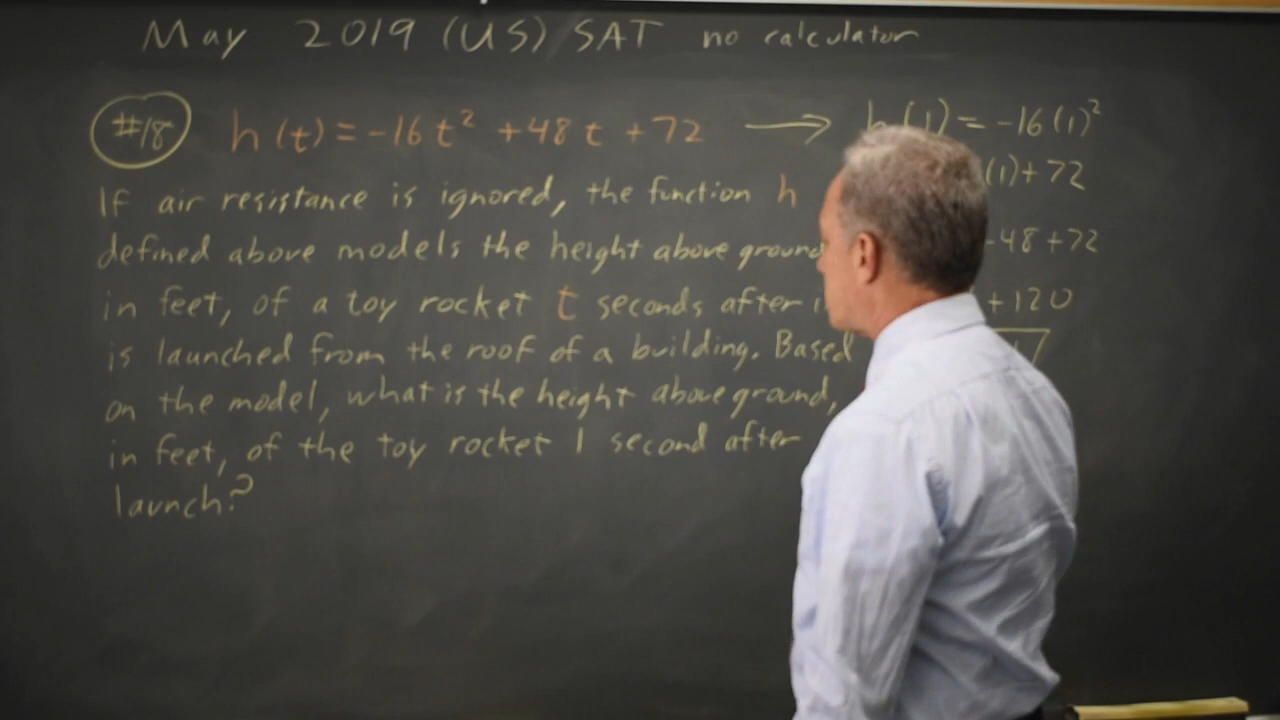 May 2019 (US) SAT no calculator
#18 h(t) = -16t² + 48t + 72 → h(1) = -16(1)²
(1)+72
If air resistance is ignored, the function h
-48+72
defined above models the height above ground
+120
in feet, of a toy rocket t seconds after
is launched from the roof of a building. Based
on the model, what is the height above ground,
in feet, of the toy rocket 1 second after
launch?